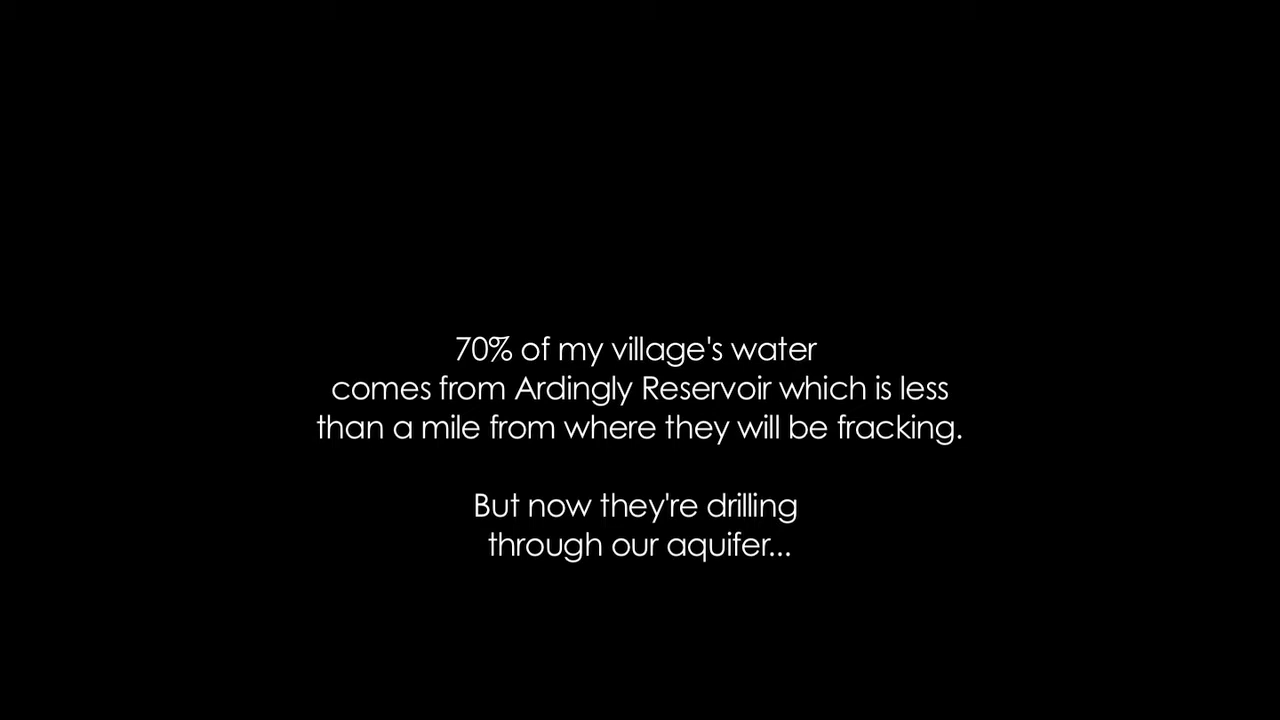 70% of my village's water
comes from Ardingly Reservoir which is less
than a mile from where they will be fracking.
But now they're drilling
through our aquifer...